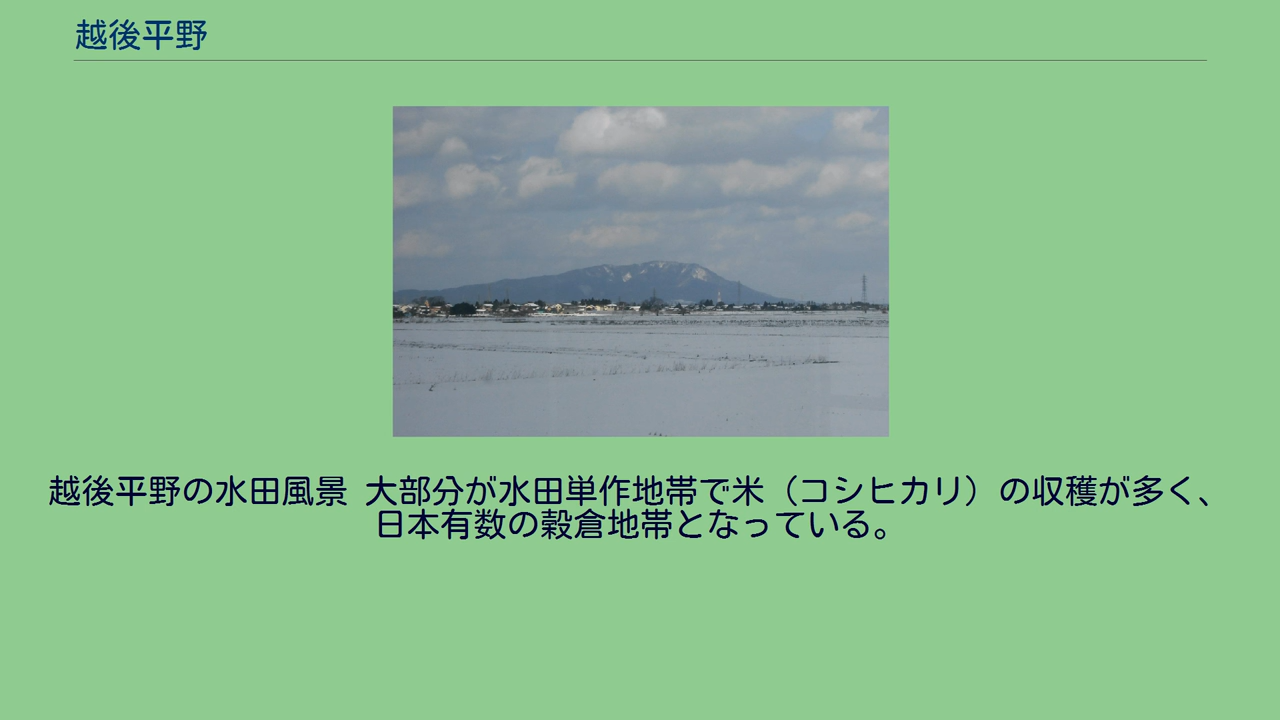 越後平野
越後平野の水田風景 大部分が水田単作地帯で米（コシヒカリ）の収穫が多く、
日本有数の穀倉地帯となっている。